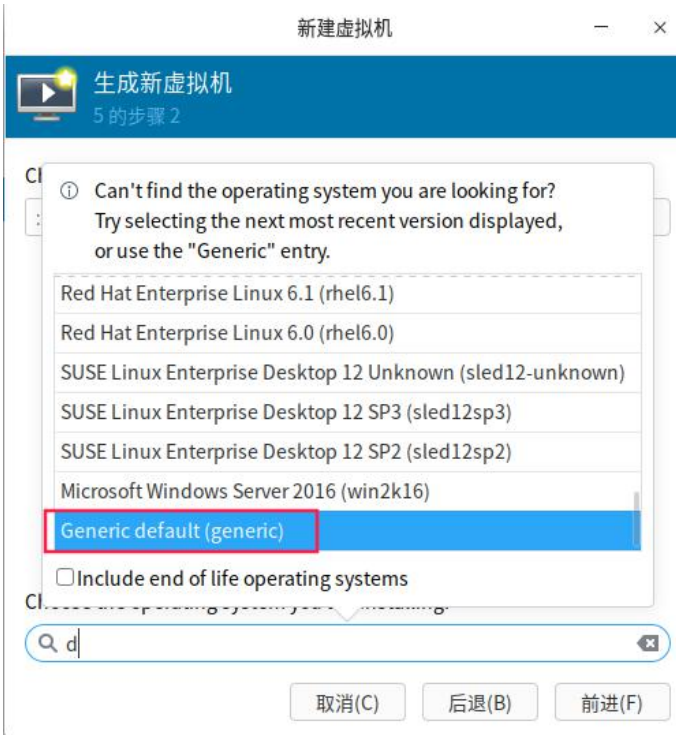 新建虚拟机
生成新虚拟机
5 的步骤 2
Can't find the operating system you are looking for?
Try selecting the next most recent version displayed,
or use the "Generic" entry.
Red Hat Enterprise Linux 6.1 (rhel6.1)
Red Hat Enterprise Linux 6.0 (rhel6.0)
SUSE Linux Enterprise Desktop 12 Unknown (sled12-unknown)
SUSE Linux Enterprise Desktop 12 SP3 (sled12sp3)
SUSE Linux Enterprise Desktop 12 SP2 (sled12sp2)
Microsoft Windows Server 2016 (win2k16)
Generic default (generic)
Include end of life operating systems
d
取消(C) 后退(B) 前进(F)